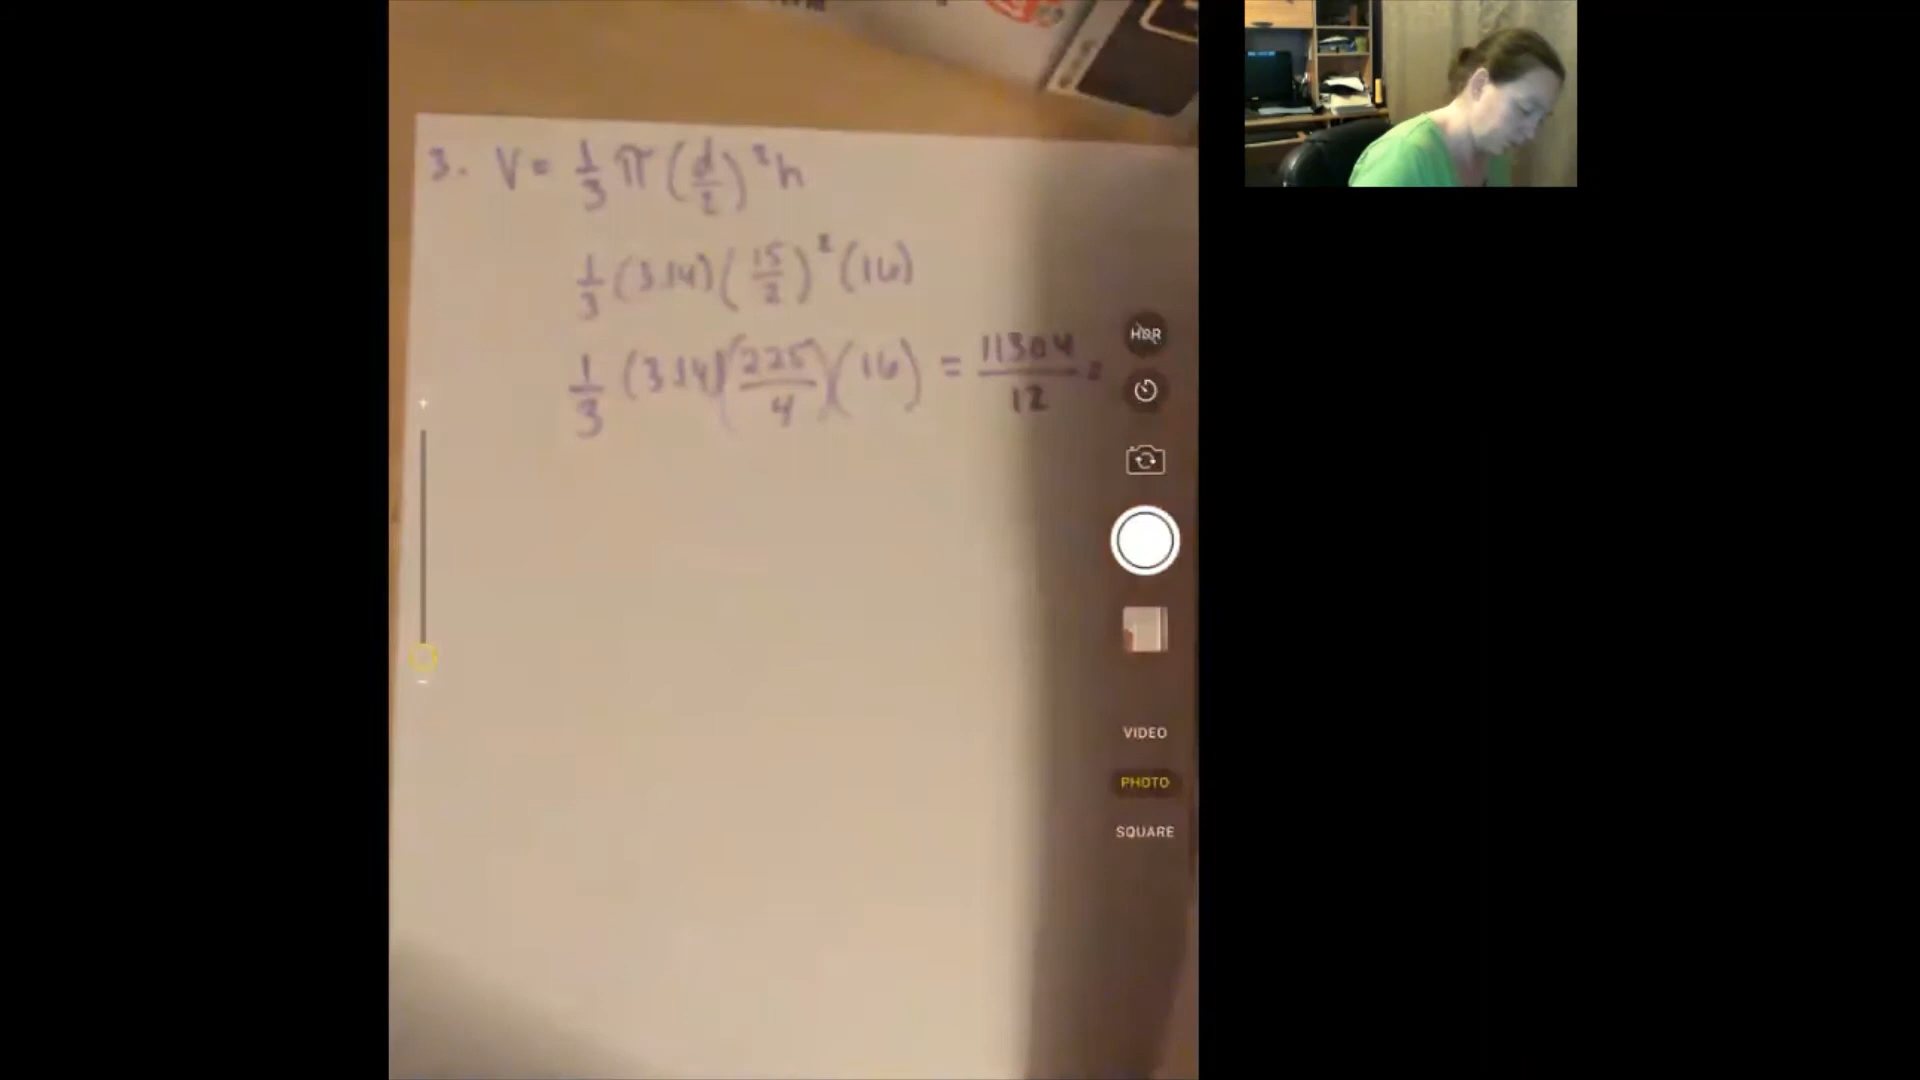 3. V = 1/3 π (d/2)² h
1/3 (3.14) (15/2)² (16)
1/3 (3.14) (225/4) (16) = 11304/12 =
HDR
VIDEO
PHOTO
SQUARE